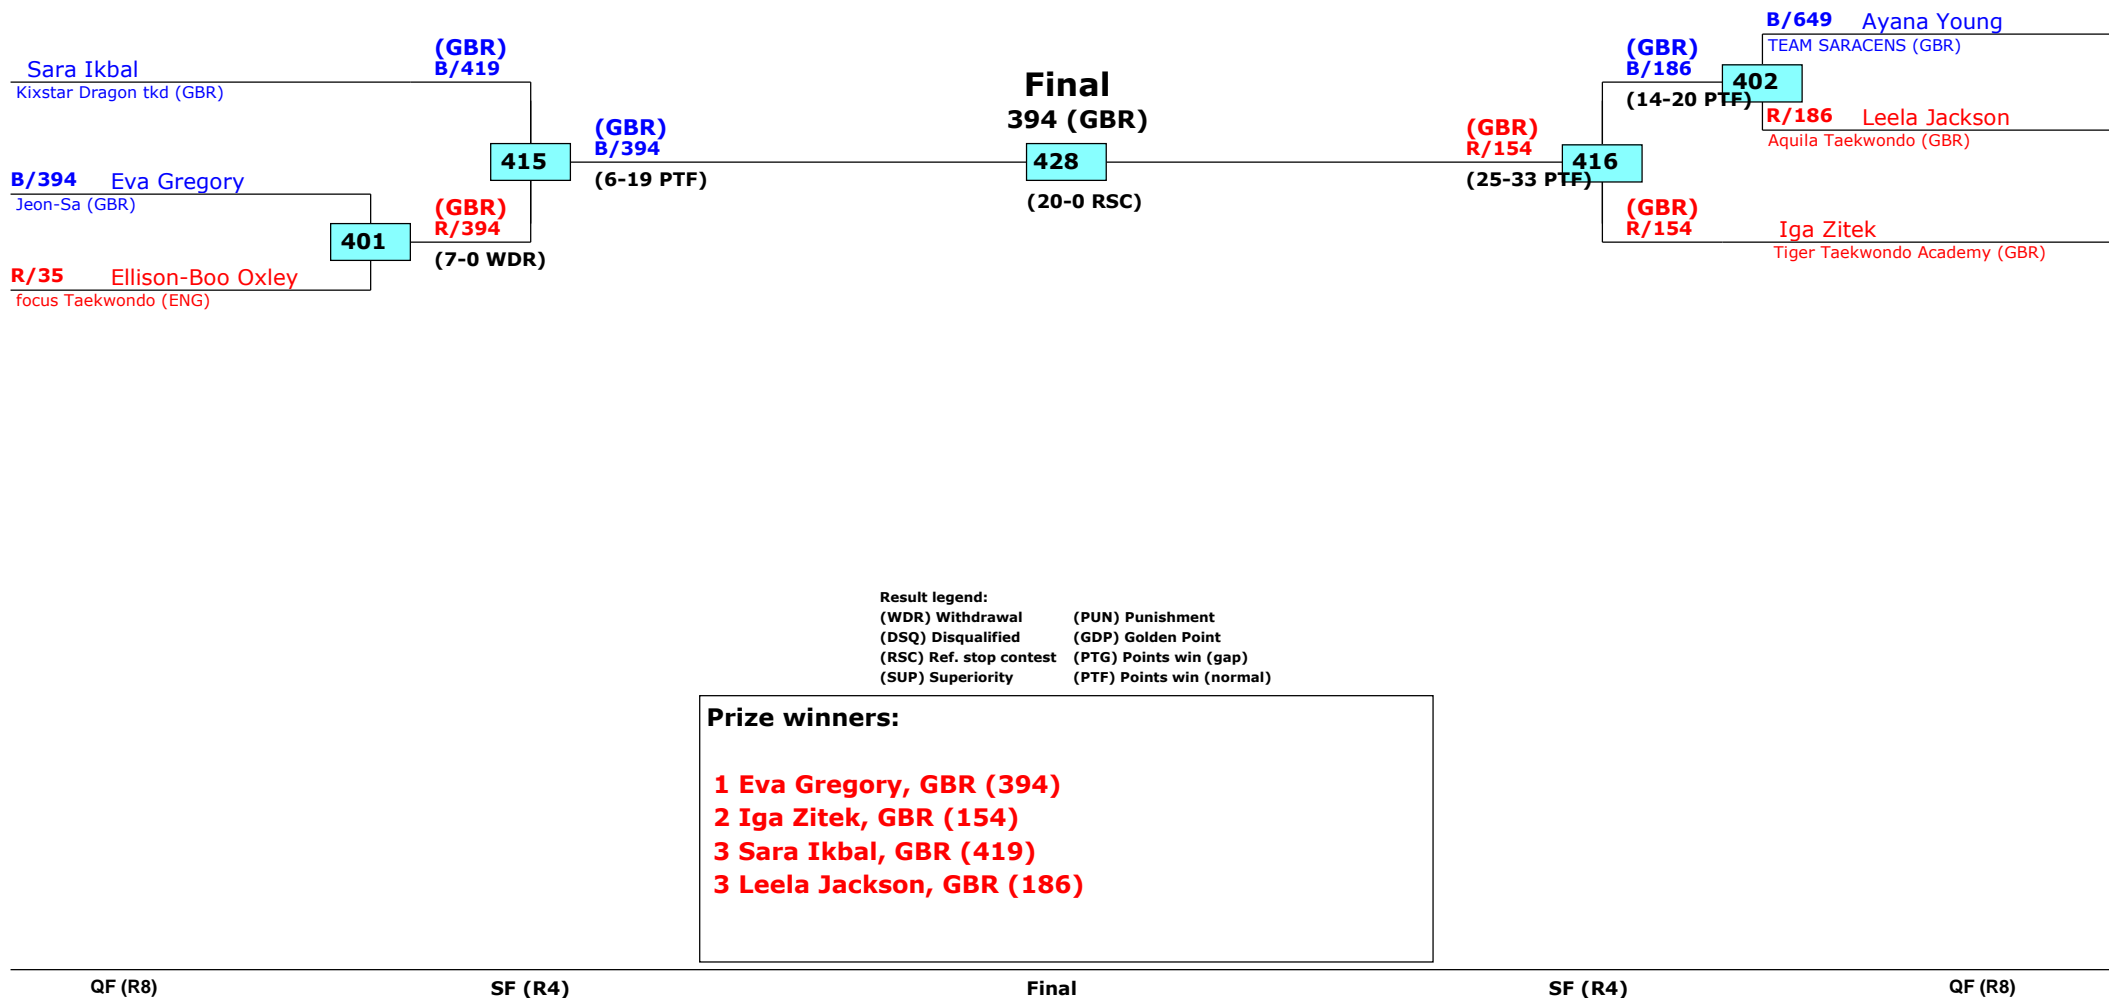 Sara Ikbal
Kixstar Dragon tkd (GBR)
(GBR)
B/419
B/394 Eva Gregory
Jeon-Sa (GBR)
401
R/35 Ellison-Boo Oxley
focus Taekwondo (ENG)
(GBR)
R/394
(7-0 WDR)
415
(GBR)
B/394
(6-19 PTF)
Final
394 (GBR)
428
(20-0 RSC)
(GBR)
R/154
(25-33 PTF)
416
(GBR)
B/186
(14-20 PTF)
402
B/649 Ayana Young
TEAM SARACENS (GBR)
R/186 Leela Jackson
Aquila Taekwondo (GBR)
(GBR)
R/154
Iga Zitek
Tiger Taekwondo Academy (GBR)
Result legend:
(WDR) Withdrawal (PUN) Punishment
(DSQ) Disqualified (GDP) Golden Point
(RSC) Ref. stop contest (PTG) Points win (gap)
(SUP) Superiority (PTF) Points win (normal)
Prize winners:
1 Eva Gregory, GBR (394)
2 Iga Zitek, GBR (154)
3 Sara Ikbal, GBR (419)
3 Leela Jackson, GBR (186)
QF (R8) SF (R4) Final SF (R4) QF (R8)